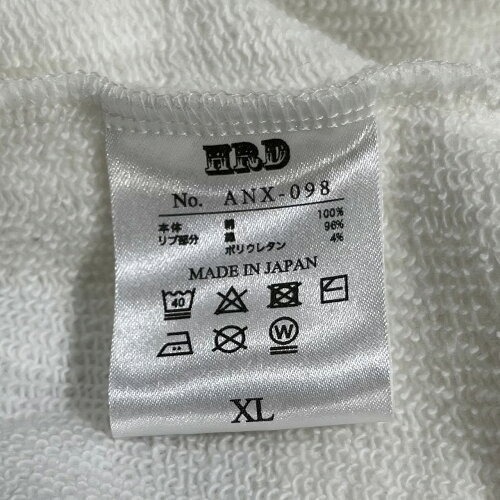 HRD
No. ANX-098
本体 綿 100%
リブ部分 綿 96%
ポリウレタン 4%
MADE IN JAPAN
40
W
XL